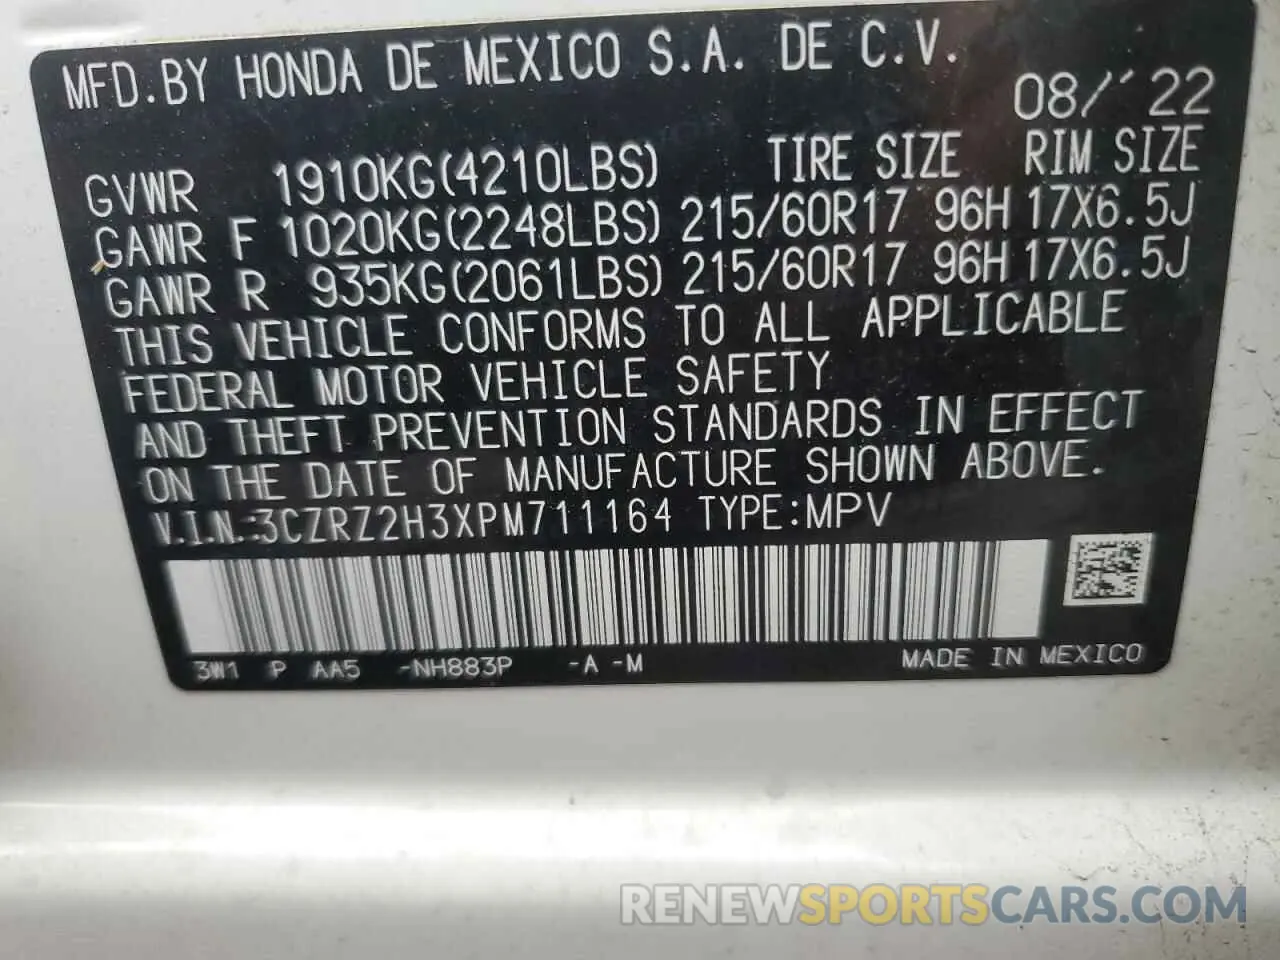 MFD.BY HONDA DE MEXICO S.A. DE C.V.
08/'22
GVWR 1910KG(4210LBS) TIRE SIZE RIM SIZE
GAWR F 1020KG(2248LBS) 215/60R17 96H 17X6.5J
GAWR R 935KG(2061LBS) 215/60R17 96H 17X6.5J
THIS VEHICLE CONFORMS TO ALL APPLICABLE
FEDERAL MOTOR VEHICLE SAFETY
AND THEFT PREVENTION STANDARDS IN EFFECT
ON THE DATE OF MANUFACTURE SHOWN ABOVE.
V.I.N.:3CZRZ2H3XPM711164 TYPE:MPV
3W1 P AA5 -NH883P -A -M MADE IN MEXICO
RENEWSPORTSCARS.COM